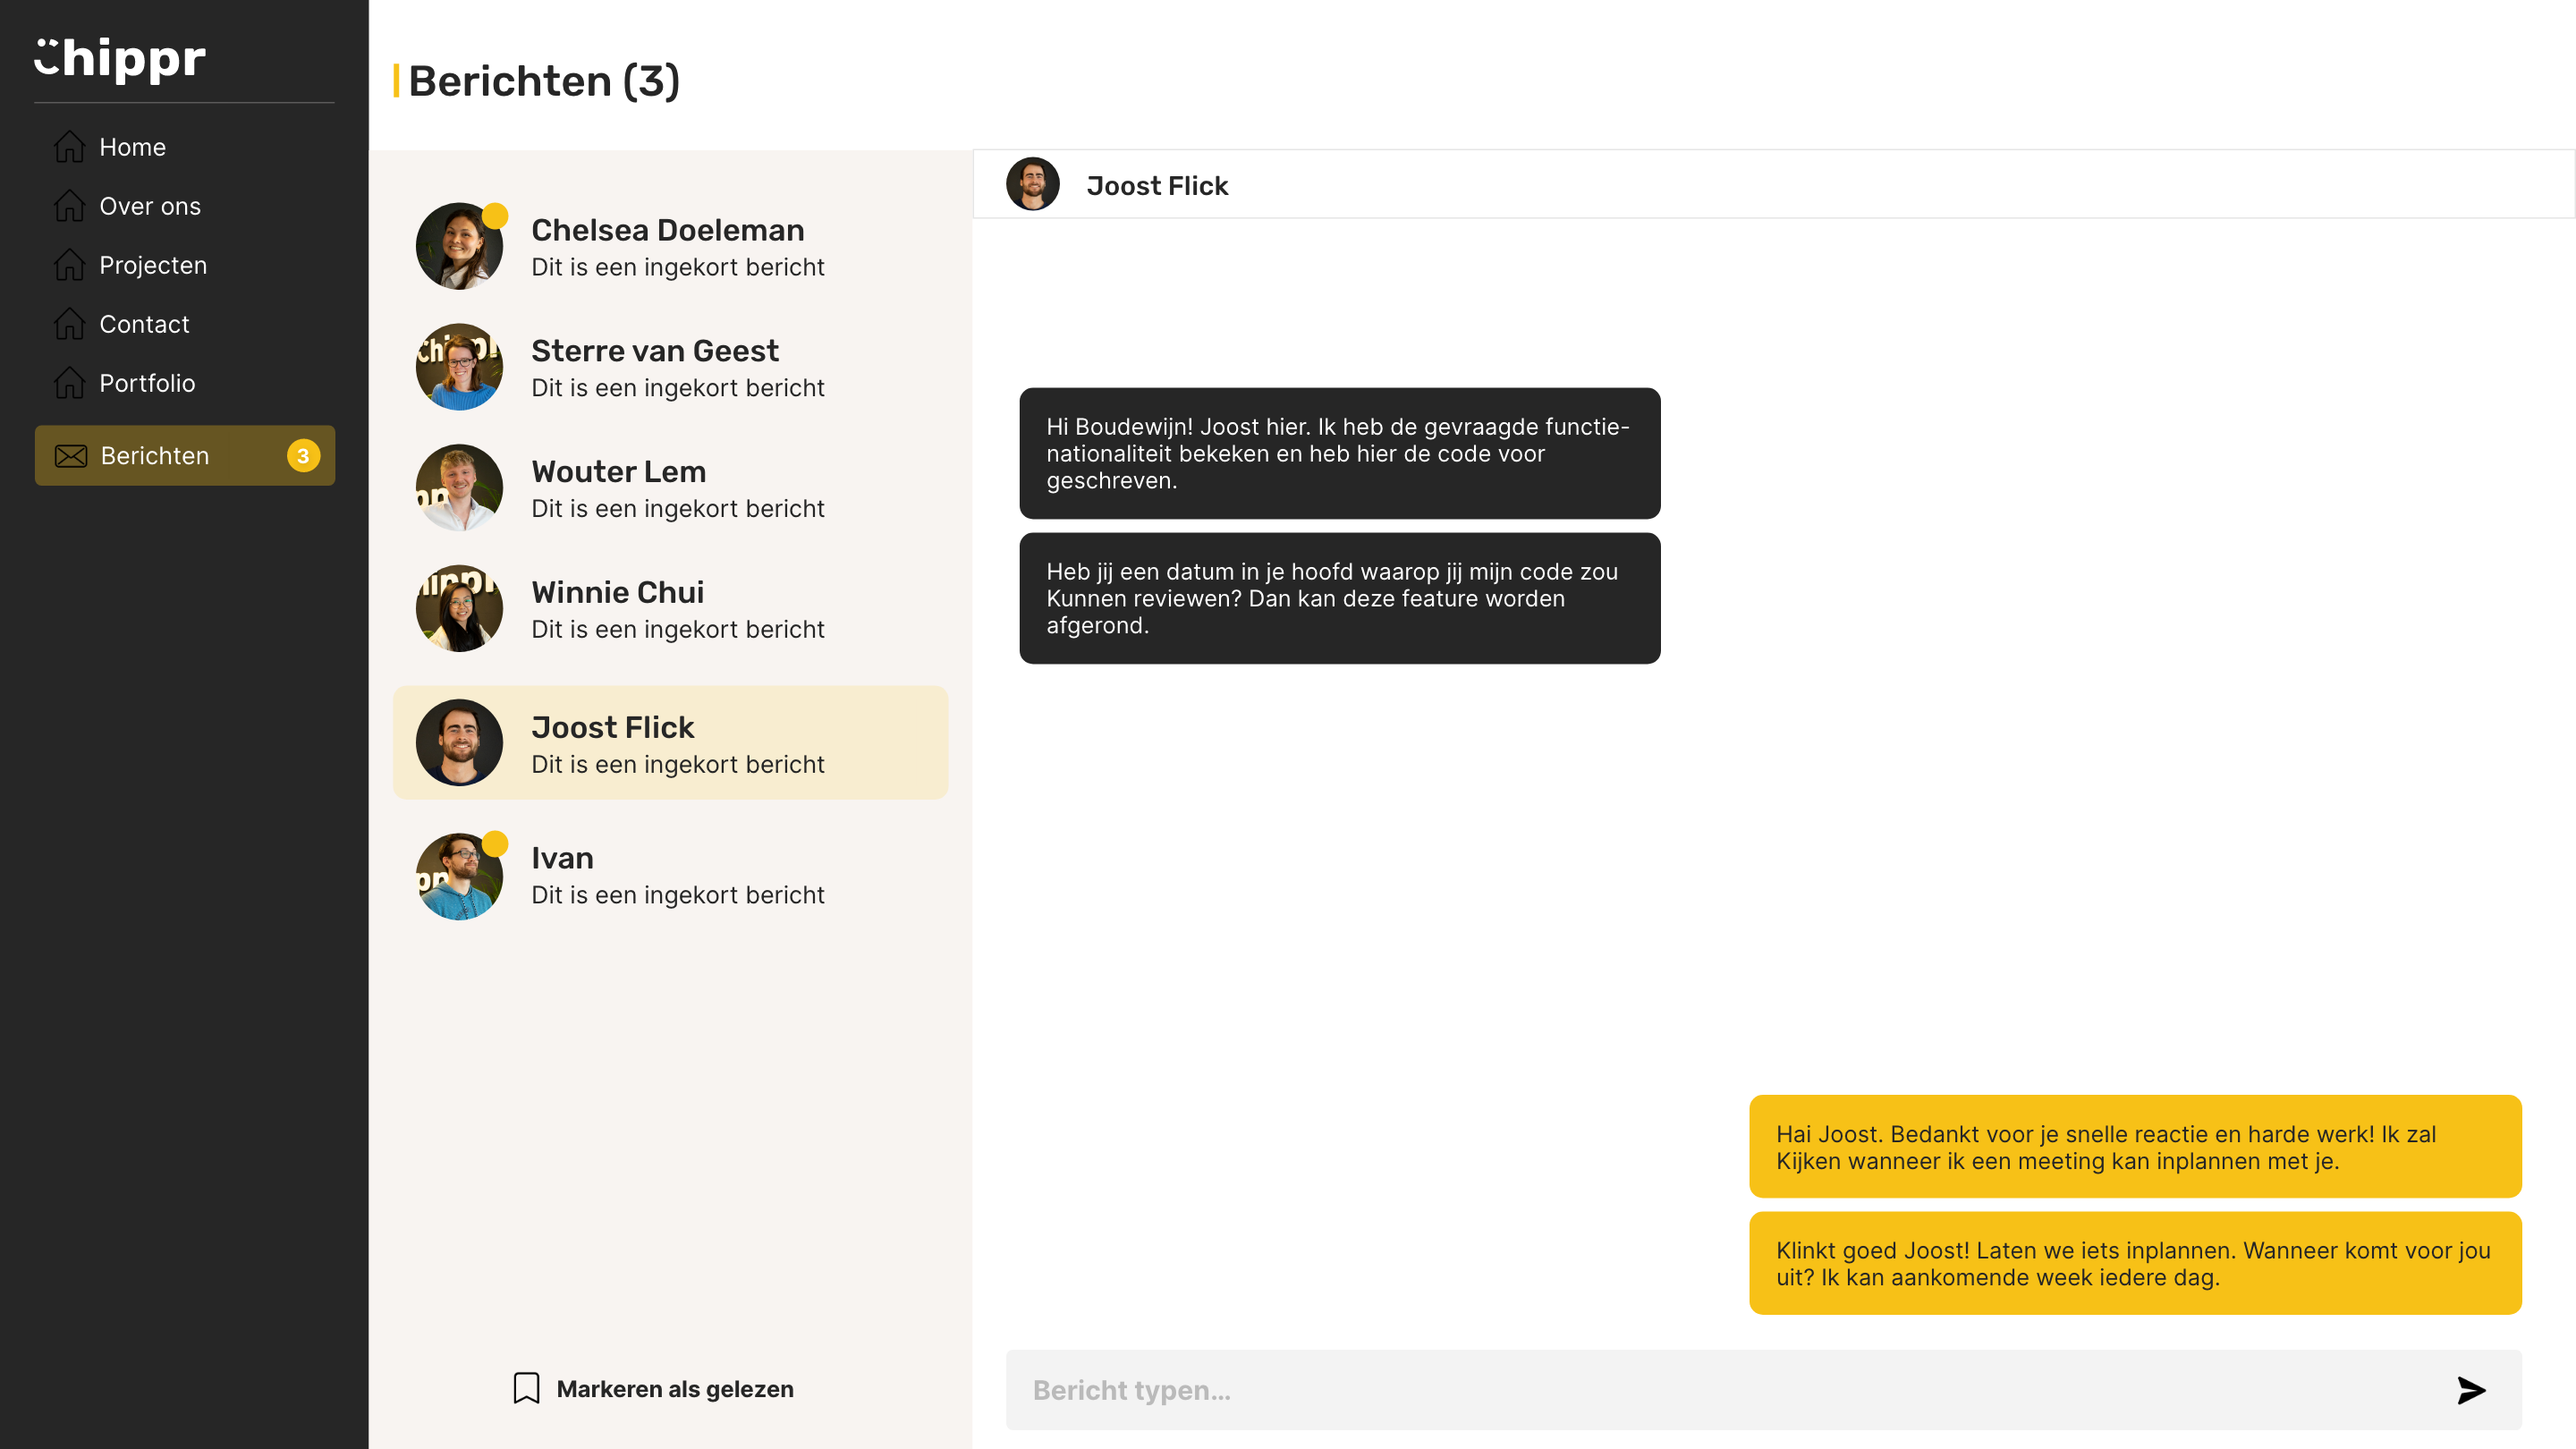 Chippr
Home
Over ons
Projecten
Contact
Portfolio
Berichten 3
Berichten (3)
Chelsea Doeleman
Dit is een ingekort bericht
Sterre van Geest
Dit is een ingekort bericht
Wouter Lem
Dit is een ingekort bericht
Winnie Chui
Dit is een ingekort bericht
Joost Flick
Dit is een ingekort bericht
Ivan
Dit is een ingekort bericht
Markeren als gelezen
Joost Flick
Hi Boudewijn! Joost hier. Ik heb de gevraagde functie-
nationaliteit bekeken en heb hier de code voor
geschreven.
Heb jij een datum in je hoofd waarop jij mijn code zou
Kunnen reviewen? Dan kan deze feature worden
afgerond.
Hai Joost. Bedankt voor je snelle reactie en harde werk! Ik zal
Kijken wanneer ik een meeting kan inplannen met je.
Klinkt goed Joost! Laten we iets inplannen. Wanneer komt voor jou
uit? Ik kan aankomende week iedere dag.
Bericht typen...